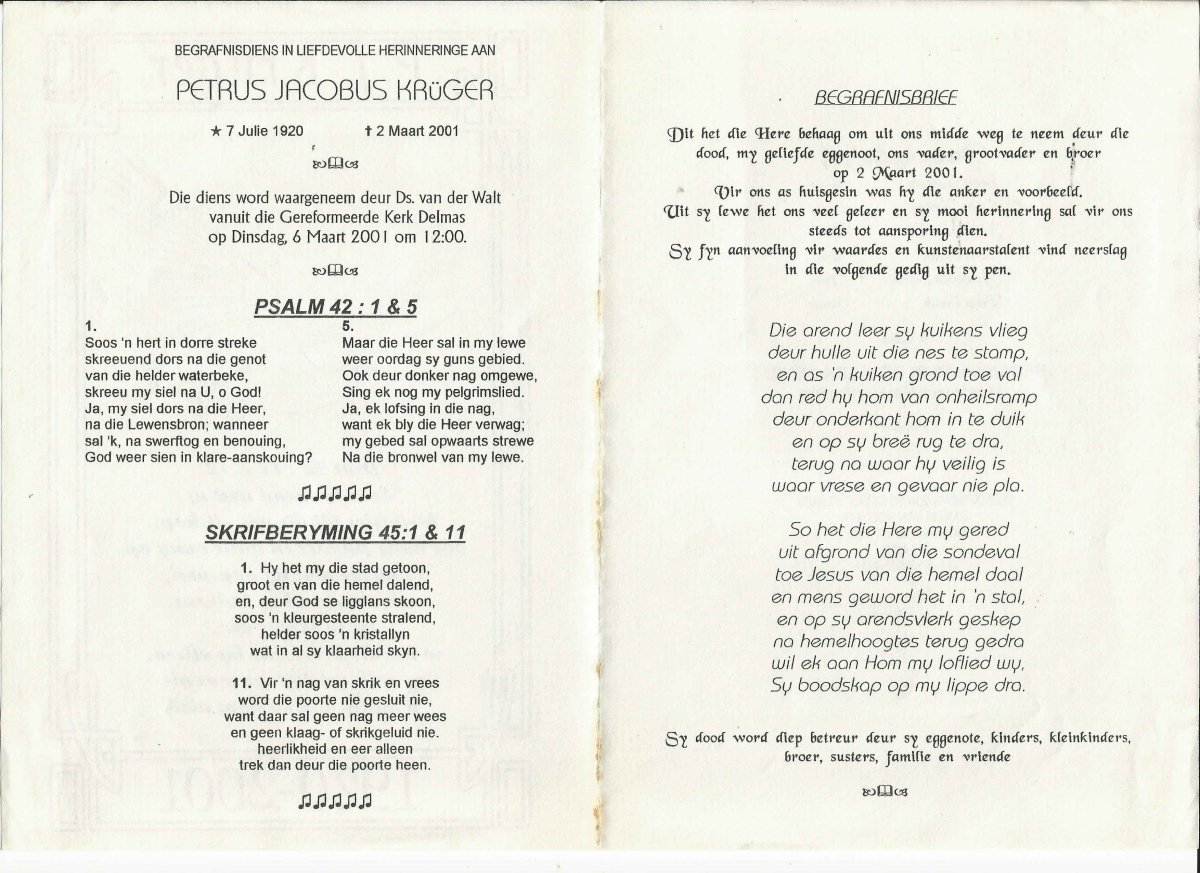 BEGRAFNISDIENS IN LIEFDEVOLLE HERINNERINGE AAN
PETRUS JACOBUS KRüGER
★ 7 Julie 1920 ✝ 2 Maart 2001
Die diens word waargeneem deur Ds. van der Walt
vanuit die Gereformeerde Kerk Delmas
op Dinsdag, 6 Maart 2001 om 12:00.
PSALM 42 : 1 & 5
1.
Soos 'n hert in dorre streke
skreeuend dors na die genot
van die helder waterbeke,
skreeu my siel na U, o God!
Ja, my siel dors na die Heer,
na die Lewensbron; wanneer
sal 'k, na swerftog en benouing,
God weer sien in klare-aanskouing?
5.
Maar die Heer sal in my lewe
weer oordag sy guns gebied.
Ook deur donker nag omgewe,
Sing ek nog my pelgrimslied.
Ja, ek lofsing in die nag,
want ek bly die Heer verwag;
my gebed sal opwaarts strewe
Na die bronwel van my lewe.
SKRIFBERYMING 45:1 & 11
1. Hy het my die stad getoon,
groot en van die hemel dalend,
en, deur God se ligglans skoon,
soos 'n kleurgesteente stralend,
helder soos 'n kristallyn
wat in al sy klaarheid skyn.
11. Vir 'n nag van skrik en vrees
word die poorte nie gesluit nie,
want daar sal geen nag meer wees
en geen klaag- of skrikgeluid nie.
heerlikheid en eer alleen
trek dan deur die poorte heen.
BEGRAFNISBRIEF
Dit het die Here behaag om uit ons midde weg te neem deur die
dood, my geliefde eggenoot, ons vader, grootvader en broer
op 2 Maart 2001.
Vir ons as huisgesin was hy die anker en voorbeeld.
Uit sy lewe het ons veel geleer en sy mooi herinnering sal vir ons
steeds tot aansporing dien.
Sy fyn aanvoeling vir waardes en kunstenaarstalent vind neerslag
in die volgende gedig uit sy pen.
Die arend leer sy kuikens vlieg
deur hulle uit die nes te stamp,
en as 'n kuiken grond toe val
dan red hy hom van onheilsramp
deur onderkant hom in te duik
en op sy breë rug te dra,
terug na waar hy veilig is
waar vrese en gevaar nie pla.
So het die Here my gered
uit afgrond van die sondeval
toe Jesus van die hemel daal
en mens geword het in 'n stal,
en op sy arendsvlerk geskep
na hemelhoogtes terug gedra
wil ek aan Hom my loflied wy,
Sy boodskap op my lippe dra.
Sy dood word diep betreur deur sy eggenote, kinders, kleinkinders,
broer, susters, familie en vriende